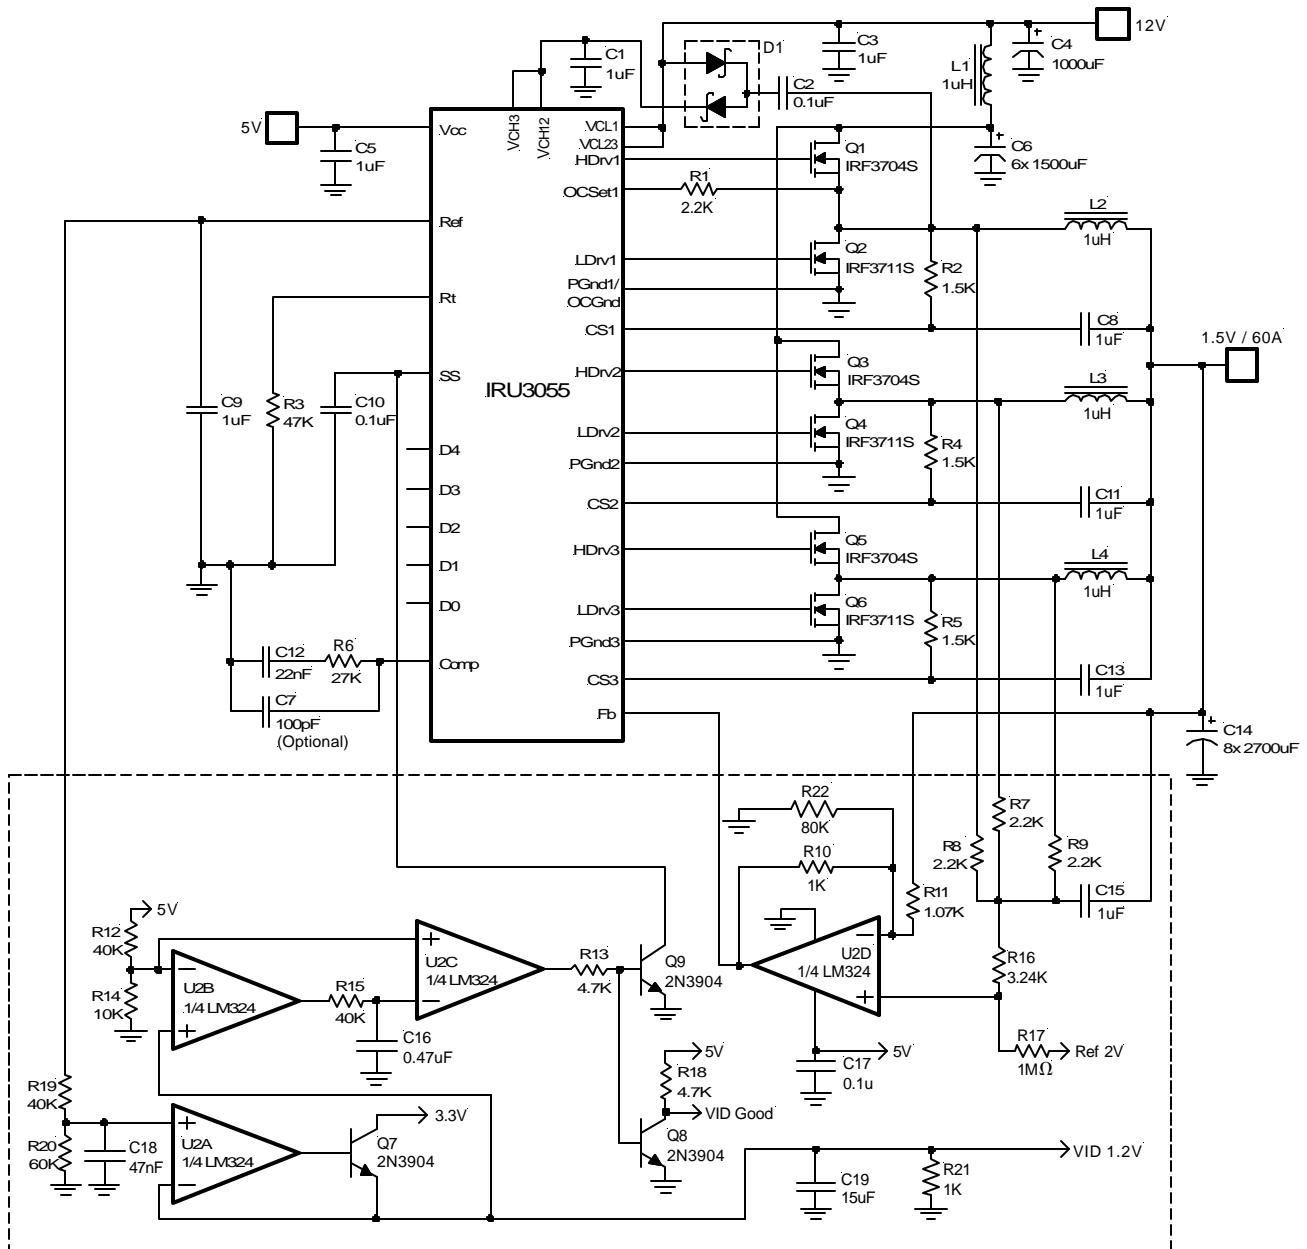 12V
C3
1uF
C4
1000uF
L1
1uH
D1
C1
1uF
C2
0.1uF
5V
C5
1uF
Vcc
VCH3
VCH12
VCL1
VCL23
HDrv1
Q1
IRF3704S
C6
6x 1500uF
R1
2.2K
OCSet1
Ref
L2
1uH
LDrv1
Q2
IRF3711S
R2
1.5K
PGnd1/
OCGnd
Rt
CS1
C8
1uF
1.5V / 60A
SS
IRU3055
HDrv2
Q3
IRF3704S
L3
1uH
C9
1uF
R3
47K
C10
0.1uF
LDrv2
Q4
IRF3711S
R4
1.5K
D4
PGnd2
D3
CS2
C11
1uF
D2
HDrv3
Q5
IRF3704S
D1
L4
1uH
D0
LDrv3
Q6
IRF3711S
R5
1.5K
PGnd3
C12
22nF
R6
27K
Comp
CS3
C13
1uF
C7
100pF
(Optional)
Fb
C14
8x 2700uF
R22
80K
R7
2.2K
R10
1K
R8
2.2K
R9
2.2K
R11
1.07K
C15
1uF
5V
R12
40K
R14
10K
U2B
1/4 LM324
R15
40K
U2C
1/4 LM324
R13
4.7K
Q9
2N3904
U2D
1/4 LM324
R16
3.24K
C16
0.47uF
R17
1MΩ
Ref 2V
5V
R18
4.7K
C17
0.1u
5V
R19
40K
VID Good
3.3V
R20
60K
C18
47nF
U2A
1/4 LM324
Q7
2N3904
Q8
2N3904
VID 1.2V
C19
15uF
R21
1K